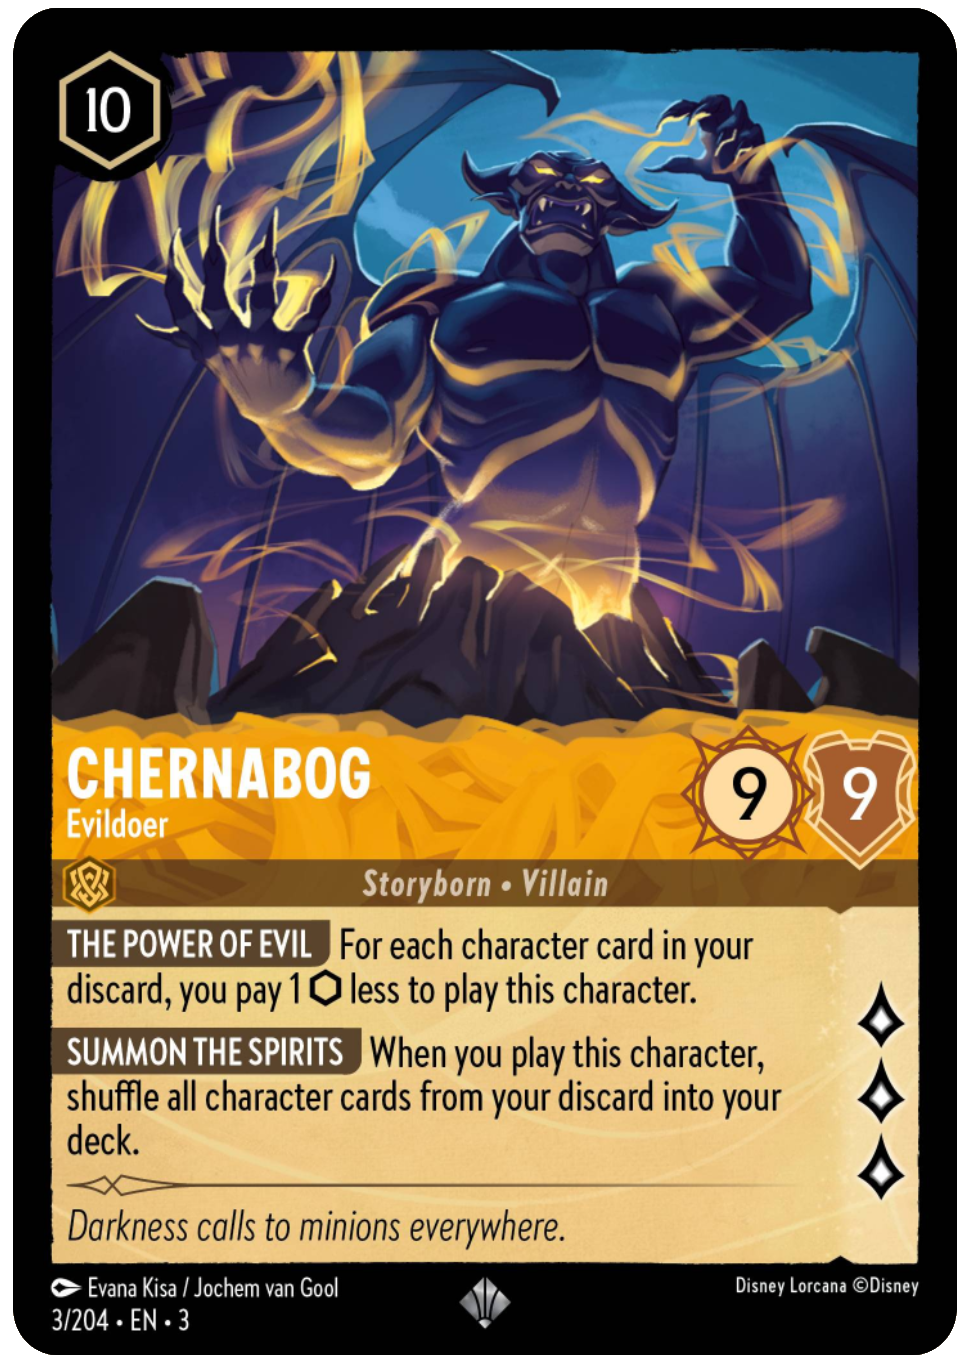 10
CHERNABOG
Evildoer
9 9
Storyborn • Villain
THE POWER OF EVIL For each character card in your
discard, you pay 1 ⬡ less to play this character.
SUMMON THE SPIRITS When you play this character,
shuffle all character cards from your discard into your
deck.
Darkness calls to minions everywhere.
Evana Kisa / Jochem van Gool
Disney Lorcana ©Disney
3/204 • EN • 3